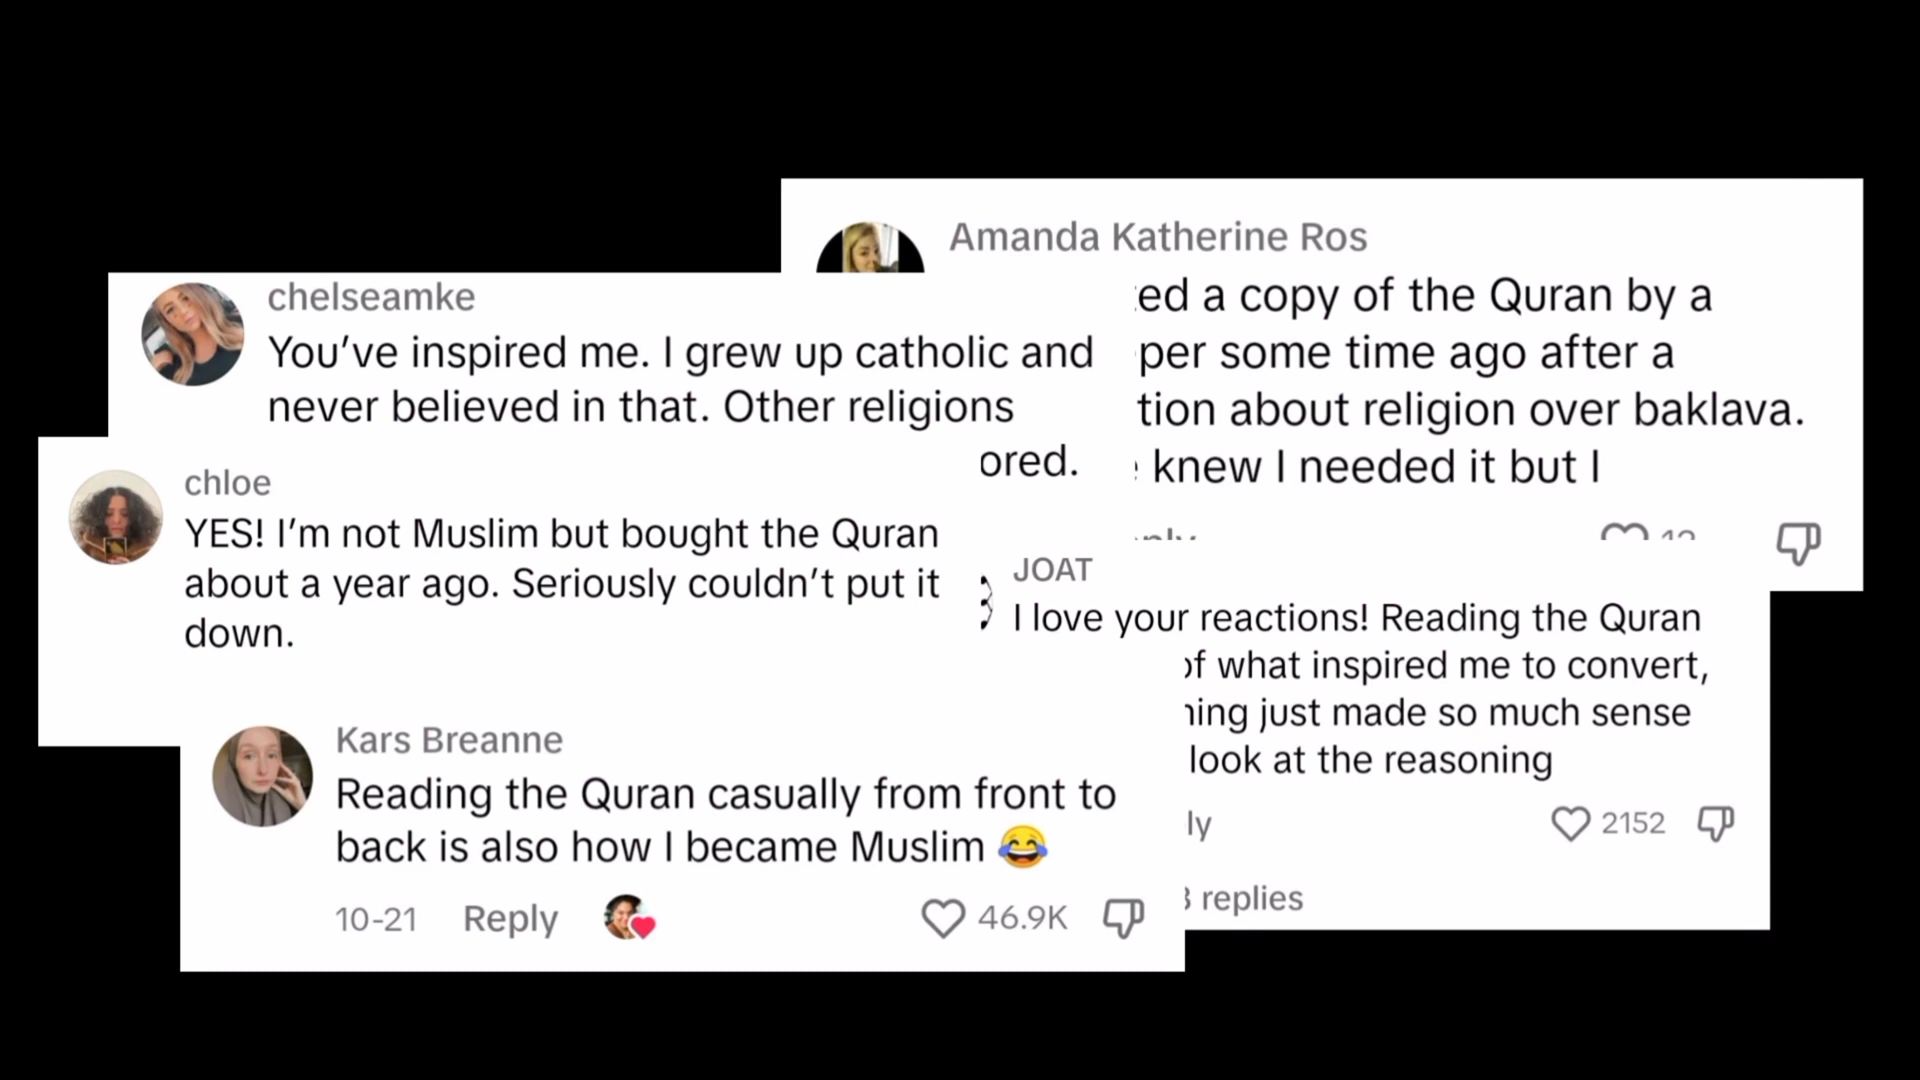 Amanda Katherine Ros
ed a copy of the Quran by a
per some time ago after a
tion about religion over baklava.
knew I needed it but I
chelseamke
You’ve inspired me. I grew up catholic and
never believed in that. Other religions
ored.
chloe
YES! I’m not Muslim but bought the Quran
about a year ago. Seriously couldn’t put it
down.
JOAT
I love your reactions! Reading the Quran
of what inspired me to convert,
hing just made so much sense
look at the reasoning
ly
2152
replies
Kars Breanne
Reading the Quran casually from front to
back is also how I became Muslim 😂
10-21 Reply 46.9K